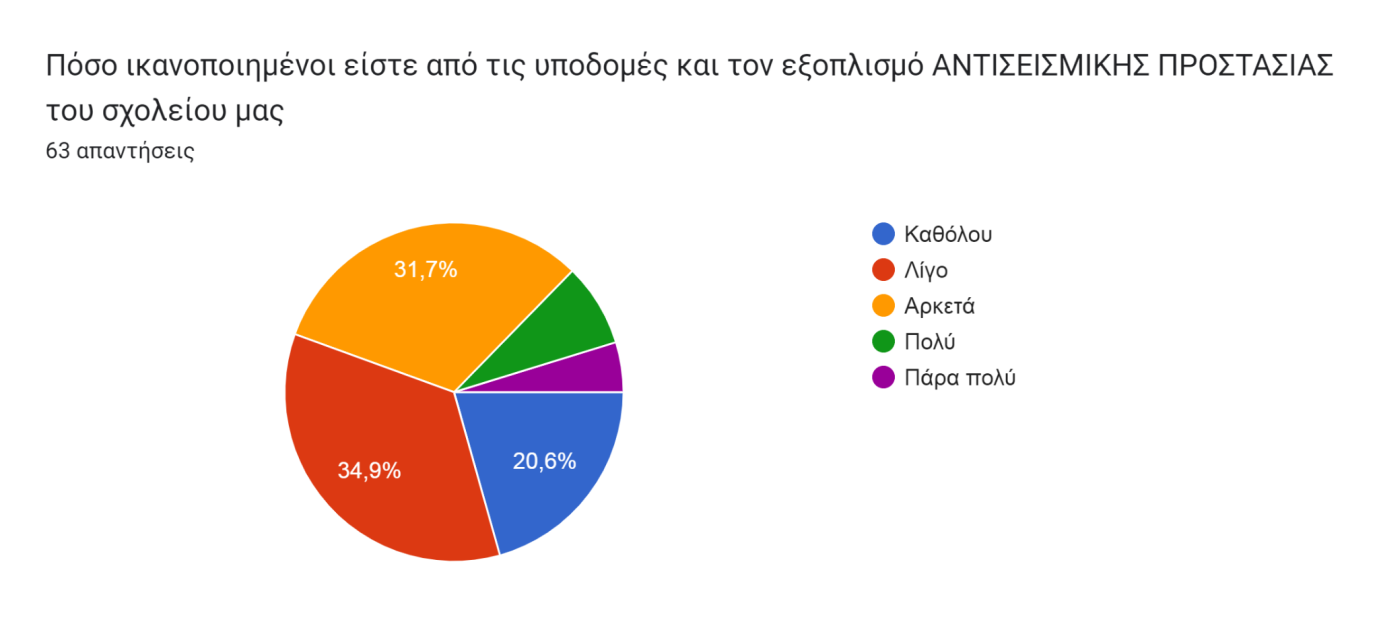 Πόσο ικανοποιημένοι είστε από τις υποδομές και τον εξοπλισμό ΑΝΤΙΣΕΙΣΜΙΚΗΣ ΠΡΟΣΤΑΣΙΑΣ
του σχολείου μας
63 απαντήσεις
31,7%
34,9%
20,6%
Καθόλου
Λίγο
Αρκετά
Πολύ
Πάρα πολύ